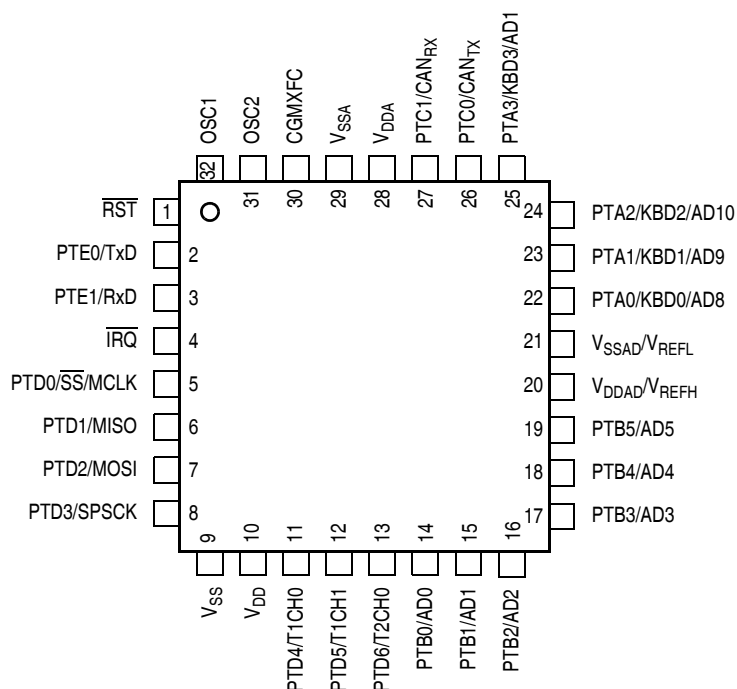 OSC1
OSC2
CGMXFC
VSSA
VDDA
PTC1/CANRX
PTC0/CANTX
PTA3/KBD3/AD1
32
31
30
29
28
27
26
25
RST
1
PTE0/TxD
2
PTE1/RxD
3
IRQ
4
PTD0/SS/MCLK
5
PTD1/MISO
6
PTD2/MOSI
7
PTD3/SPSCK
8
24
PTA2/KBD2/AD10
23
PTA1/KBD1/AD9
22
PTA0/KBD0/AD8
21
VSSAD/VREFL
20
VDDAD/VREFH
19
PTB5/AD5
18
PTB4/AD4
17
PTB3/AD3
9
10
11
12
13
14
15
16
VSS
VDD
PTD4/T1CH0
PTD5/T1CH1
PTD6/T2CH0
PTB0/AD0
PTB1/AD1
PTB2/AD2